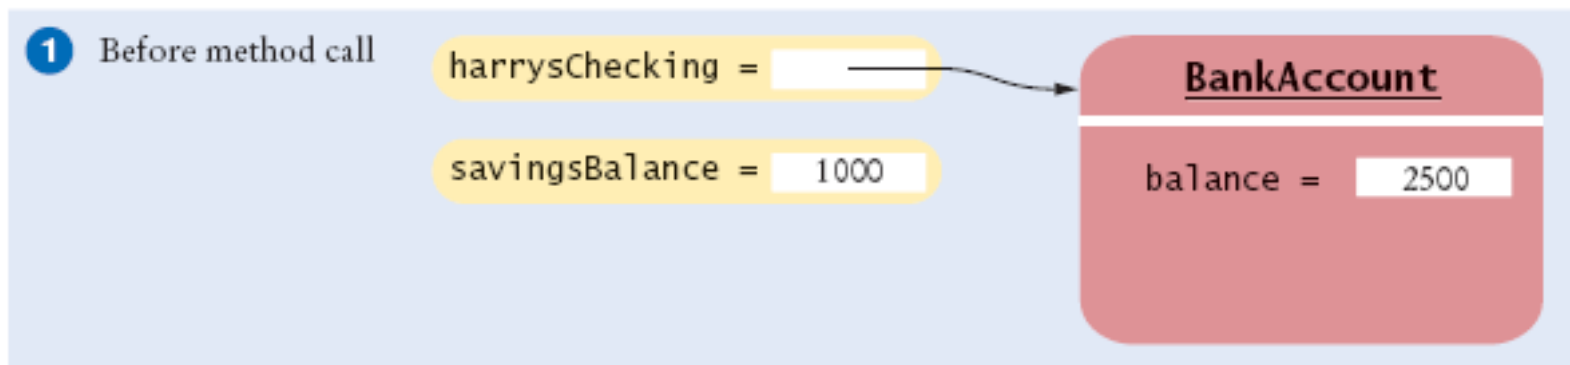 1 Before method call
harrysChecking =
savingsBalance = 1000
BankAccount
balance = 2500